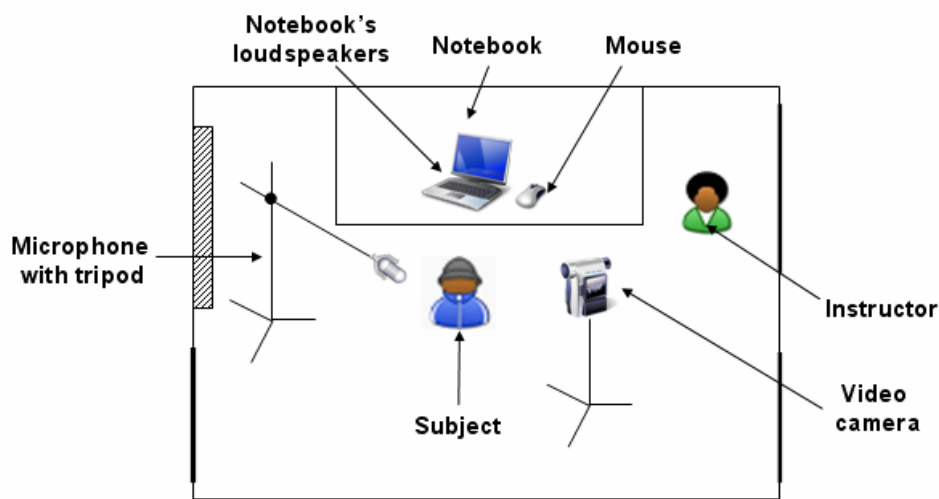 Notebook's
loudspeakers
Notebook
Mouse
Microphone
with tripod
Instructor
Video
camera
Subject